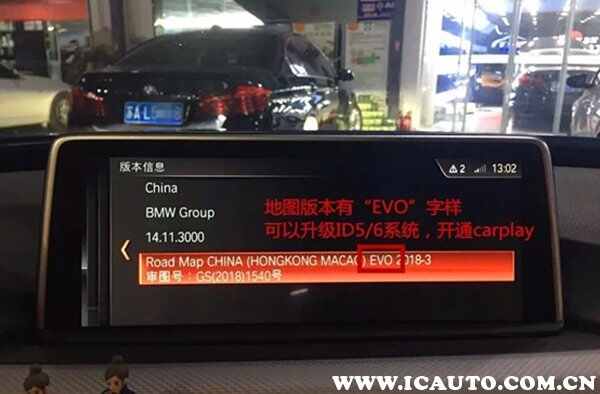 苏A·L
版本信息
2
13:02
China
BMW Group
14.11.3000
Road Map CHINA (HONGKONG MACAO) EVO 2018-3
审图号：GS(2018)1540号
地图版本有“EVO”字样
可以升级ID5/6系统，开通carplay
WWW.ICAUTO.COM.CN